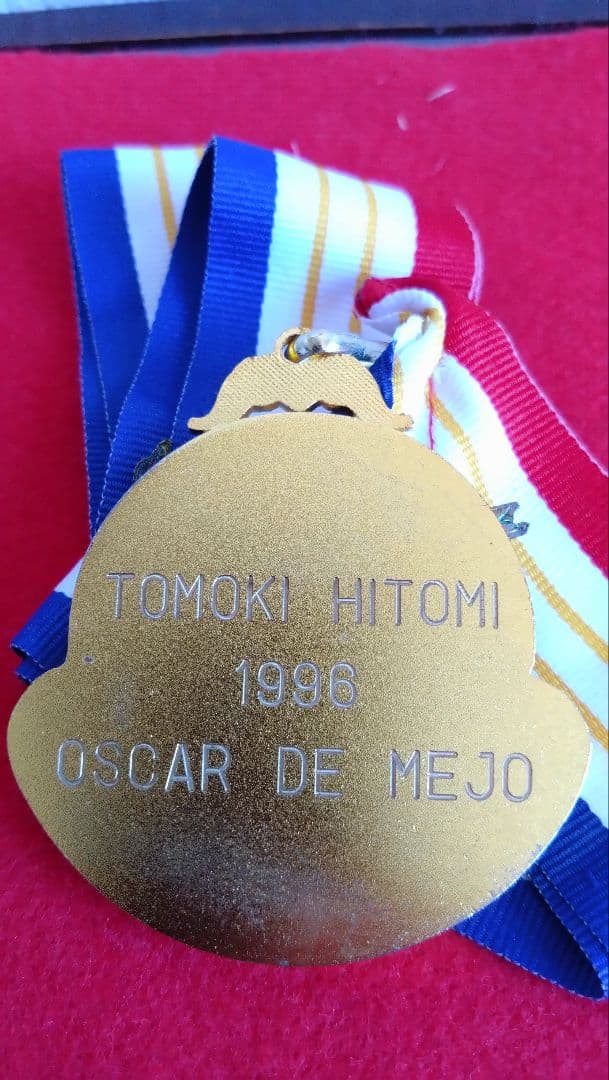 TOMOKI HITOMI
1996
OSCAR DE MEJO